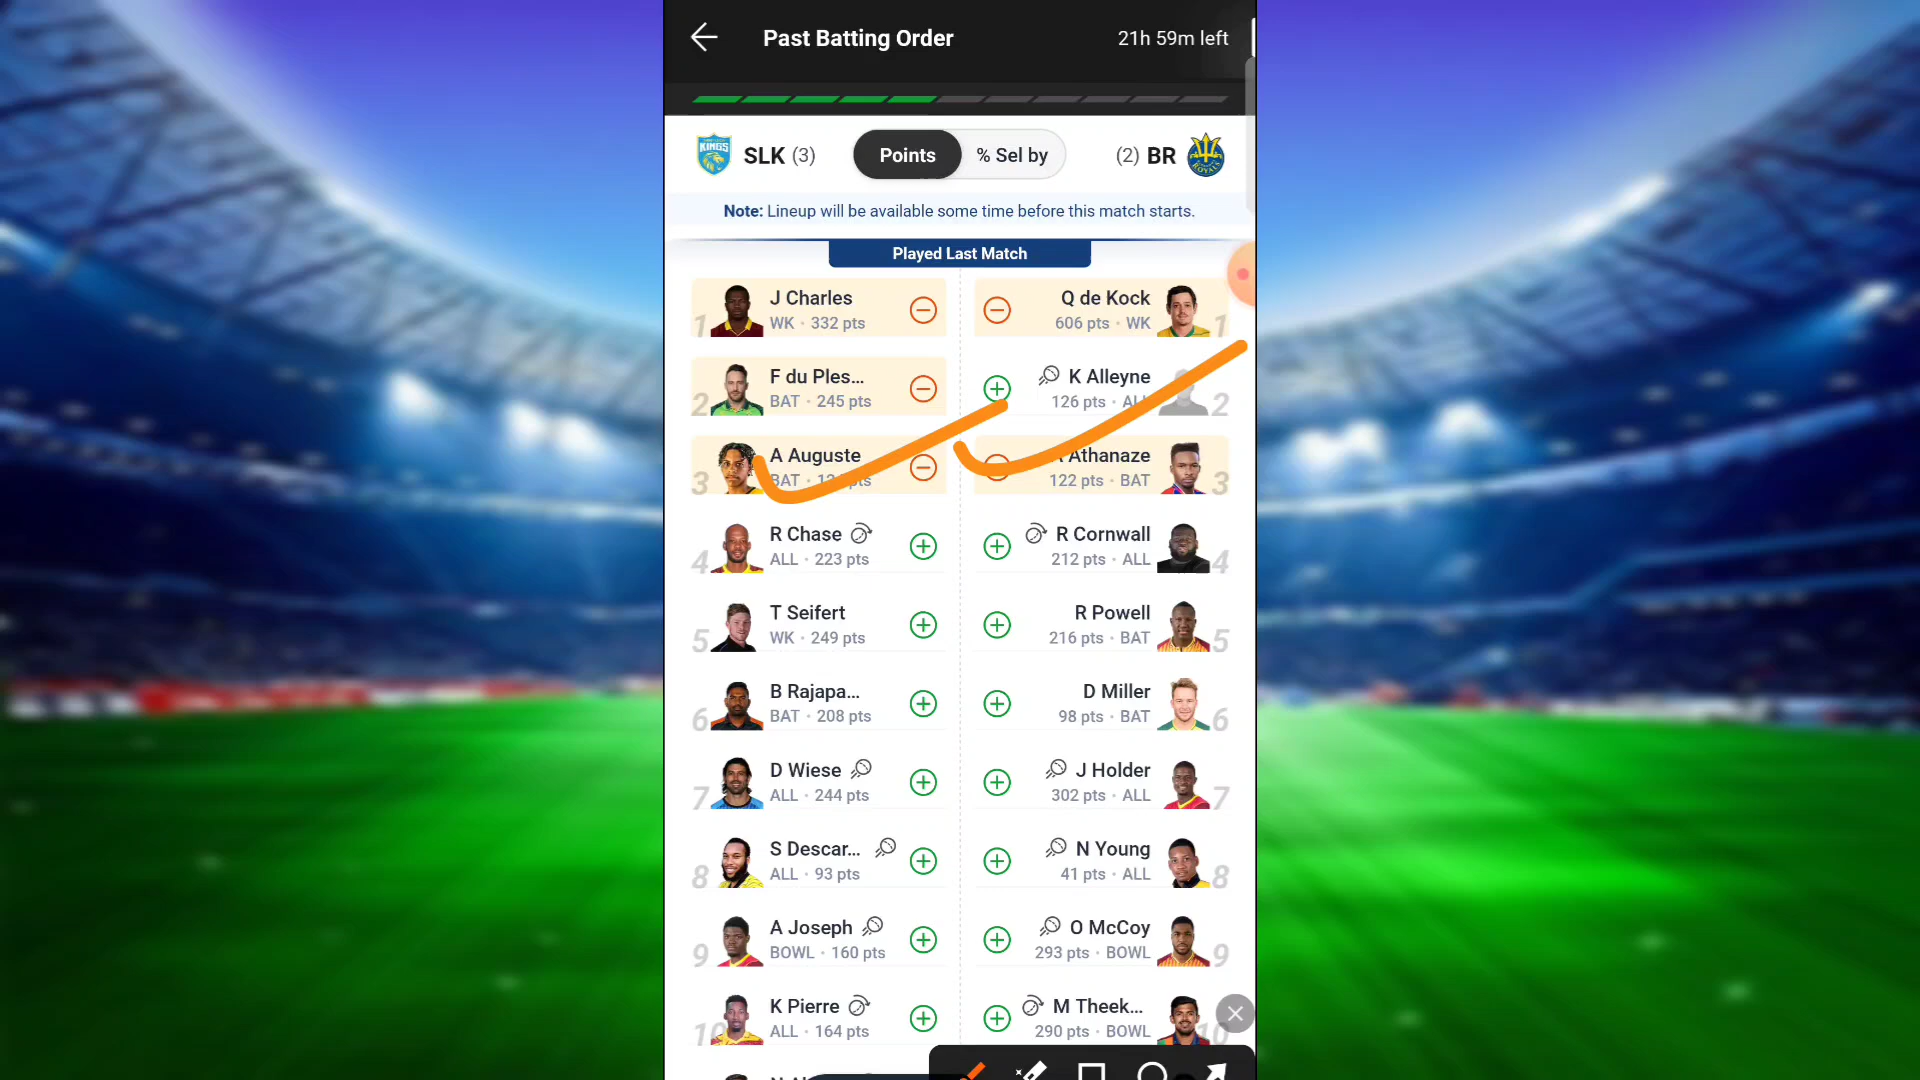 Past Batting Order
21h 59m left
SLK (3)
Points
% Sel by
(2) BR
Note: Lineup will be available some time before this match starts.
Played Last Match
1 J Charles
WK · 332 pts
Q de Kock 1
606 pts · WK
2 F du Ples...
BAT · 245 pts
K Alleyne 2
126 pts ·
3 A Auguste
BAT ·
Athanaze 3
122 pts · BAT
4 R Chase
ALL · 223 pts
R Cornwall 4
212 pts · ALL
5 T Seifert
WK · 249 pts
R Powell 5
216 pts · BAT
6 B Rajapa...
BAT · 208 pts
D Miller 6
98 pts · BAT
7 D Wiese
ALL · 244 pts
J Holder 7
302 pts · ALL
8 S Descar...
ALL · 93 pts
N Young 8
41 pts · ALL
9 A Joseph
BOWL · 160 pts
O McCoy 9
293 pts · BOWL
10 K Pierre
ALL · 164 pts
M Theek... 10
290 pts · BOWL